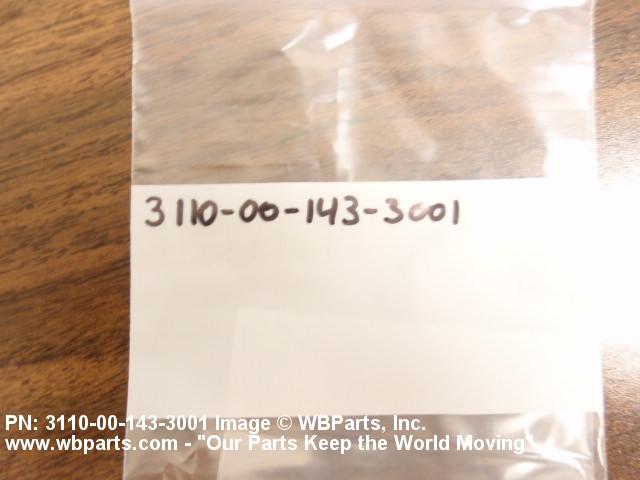 3110-00-143-3001
PN: 3110-00-143-3001 Image © WBParts, Inc.
www.wbparts.com - "Our Parts Keep the World Moving"